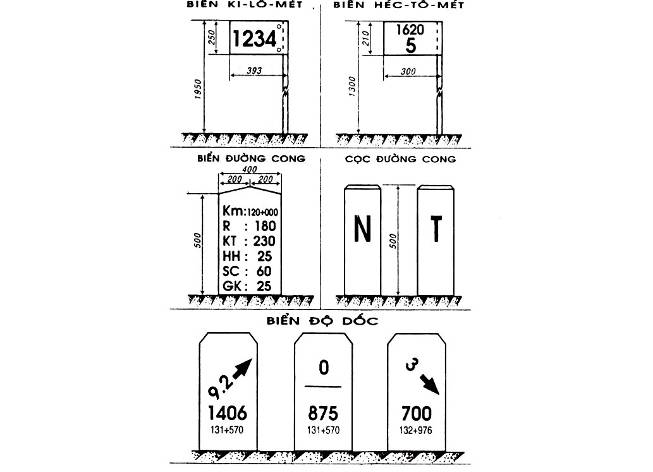 BIỂN KI-LÔ-MÉT
1234
250
1950
393
BIỂN HÉC-TÔ-MÉT
1620
5
210
1300
300
BIỂN ĐƯỜNG CONG
400
200 200
500
Km:120+000
R : 180
KT : 230
HH : 25
SC : 60
GK : 25
CỌC ĐƯỜNG CONG
N
500
T
BIỂN ĐỘ DỐC
9.2
1406
131+570
0
875
131+570
3
700
132+976